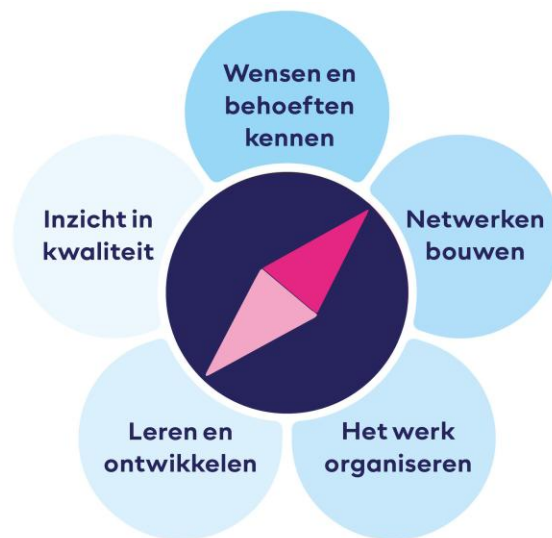 Wensen en
behoeften
kennen
Netwerken
bouwen
Het werk
organiseren
Leren en
ontwikkelen
Inzicht in
kwaliteit